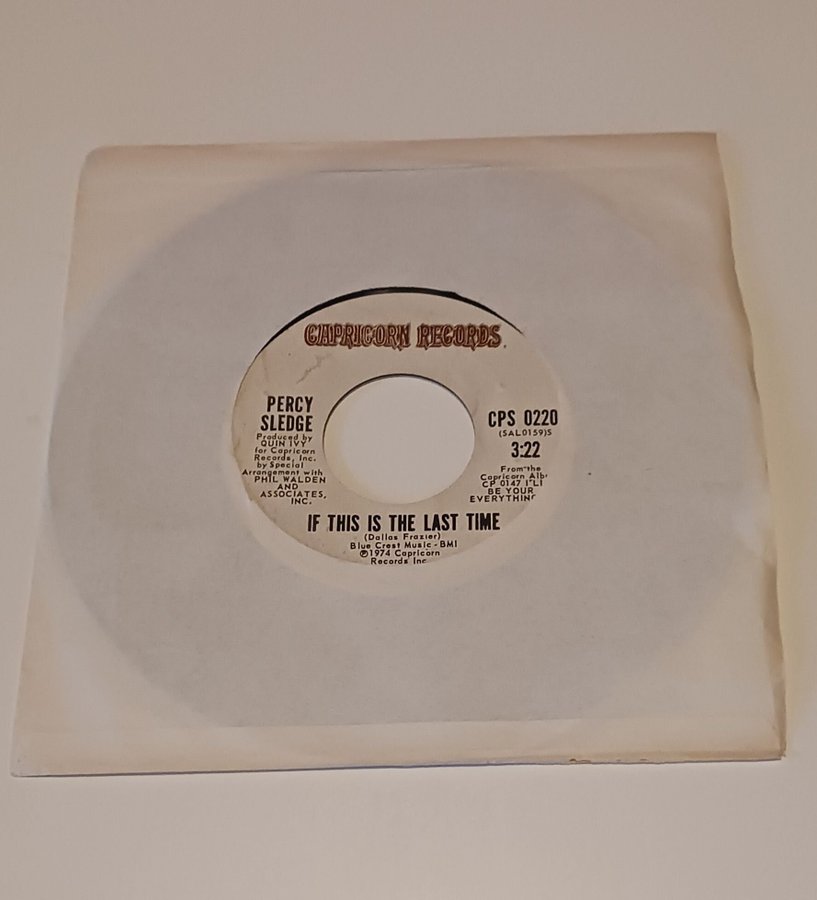 CAPRICORN RECORDS
PERCY
SLEDGE
Produced by
QUIN IVY
for Capricorn
Records, Inc.
by Special
Arrangement with
PHIL WALDEN
AND
ASSOCIATES,
INC.
CPS 0220
(SAL0159)S
3:22
From the
Capricorn Alb
CP 0147 I'LL
BE YOUR
EVERYTHING
IF THIS IS THE LAST TIME
(Dallas Frazier)
Blue Crest Music - BMI
Ⓟ1974 Capricorn
Records Inc